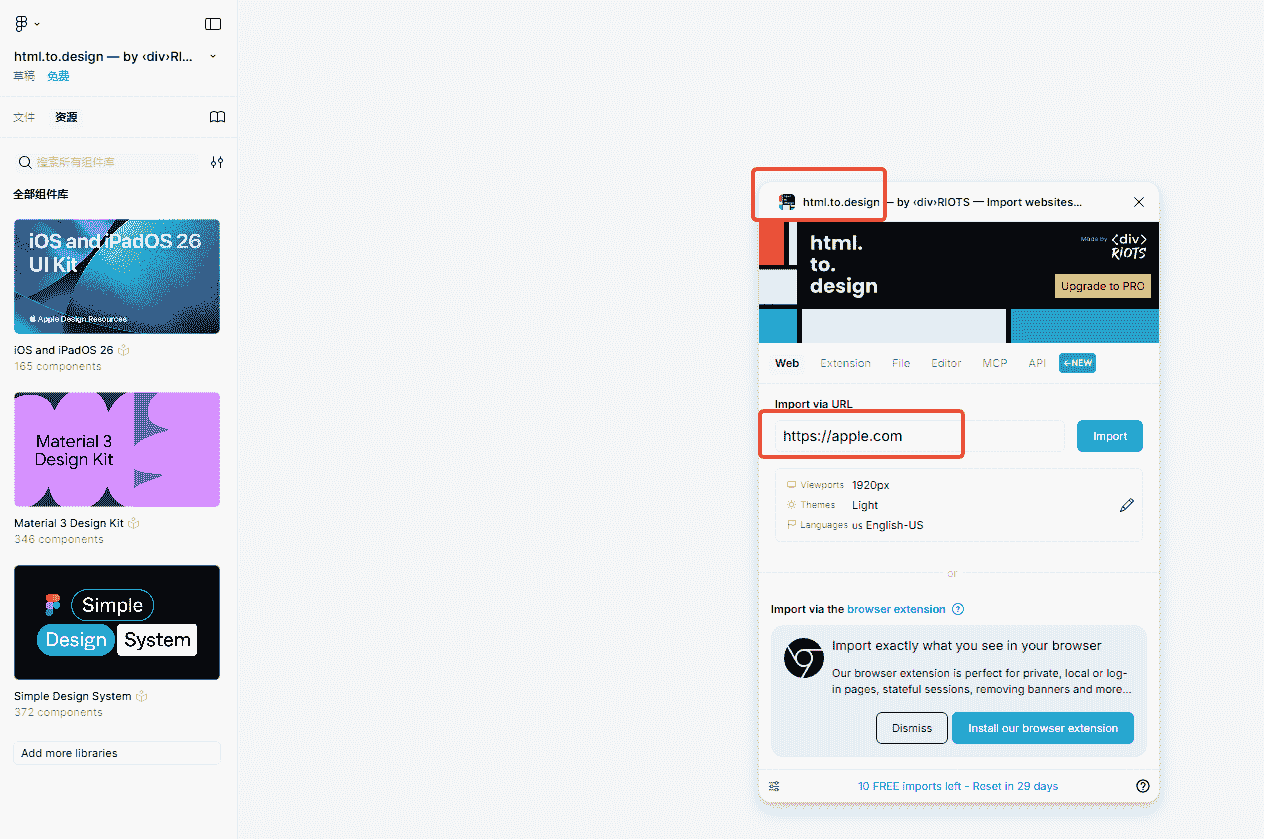 html.to.design — by ‹div›RI...
草稿 免费
文件 资源
搜索所有组件库
全部组件库
iOS and iPadOS 26
UI Kit
Apple Design Resources
iOS and iPadOS 26
165 components
Material 3
Design Kit
Material 3 Design Kit
346 components
Simple
Design System
Simple Design System
372 components
Add more libraries
html.to.design — by ‹div›RIOTS — Import websites...
html.
to.
design
Made by <div>
RIOTS
Upgrade to PRO
Web Extension File Editor MCP API ←NEW
Import via URL
https://apple.com Import
Viewports 1920px
Themes Light
Languages US English-US
or
Import via the browser extension ?
Import exactly what you see in your browser
Our browser extension is perfect for private, local or log-
in pages, stateful sessions, removing banners and more...
Dismiss Install our browser extension
10 FREE imports left - Reset in 29 days ?